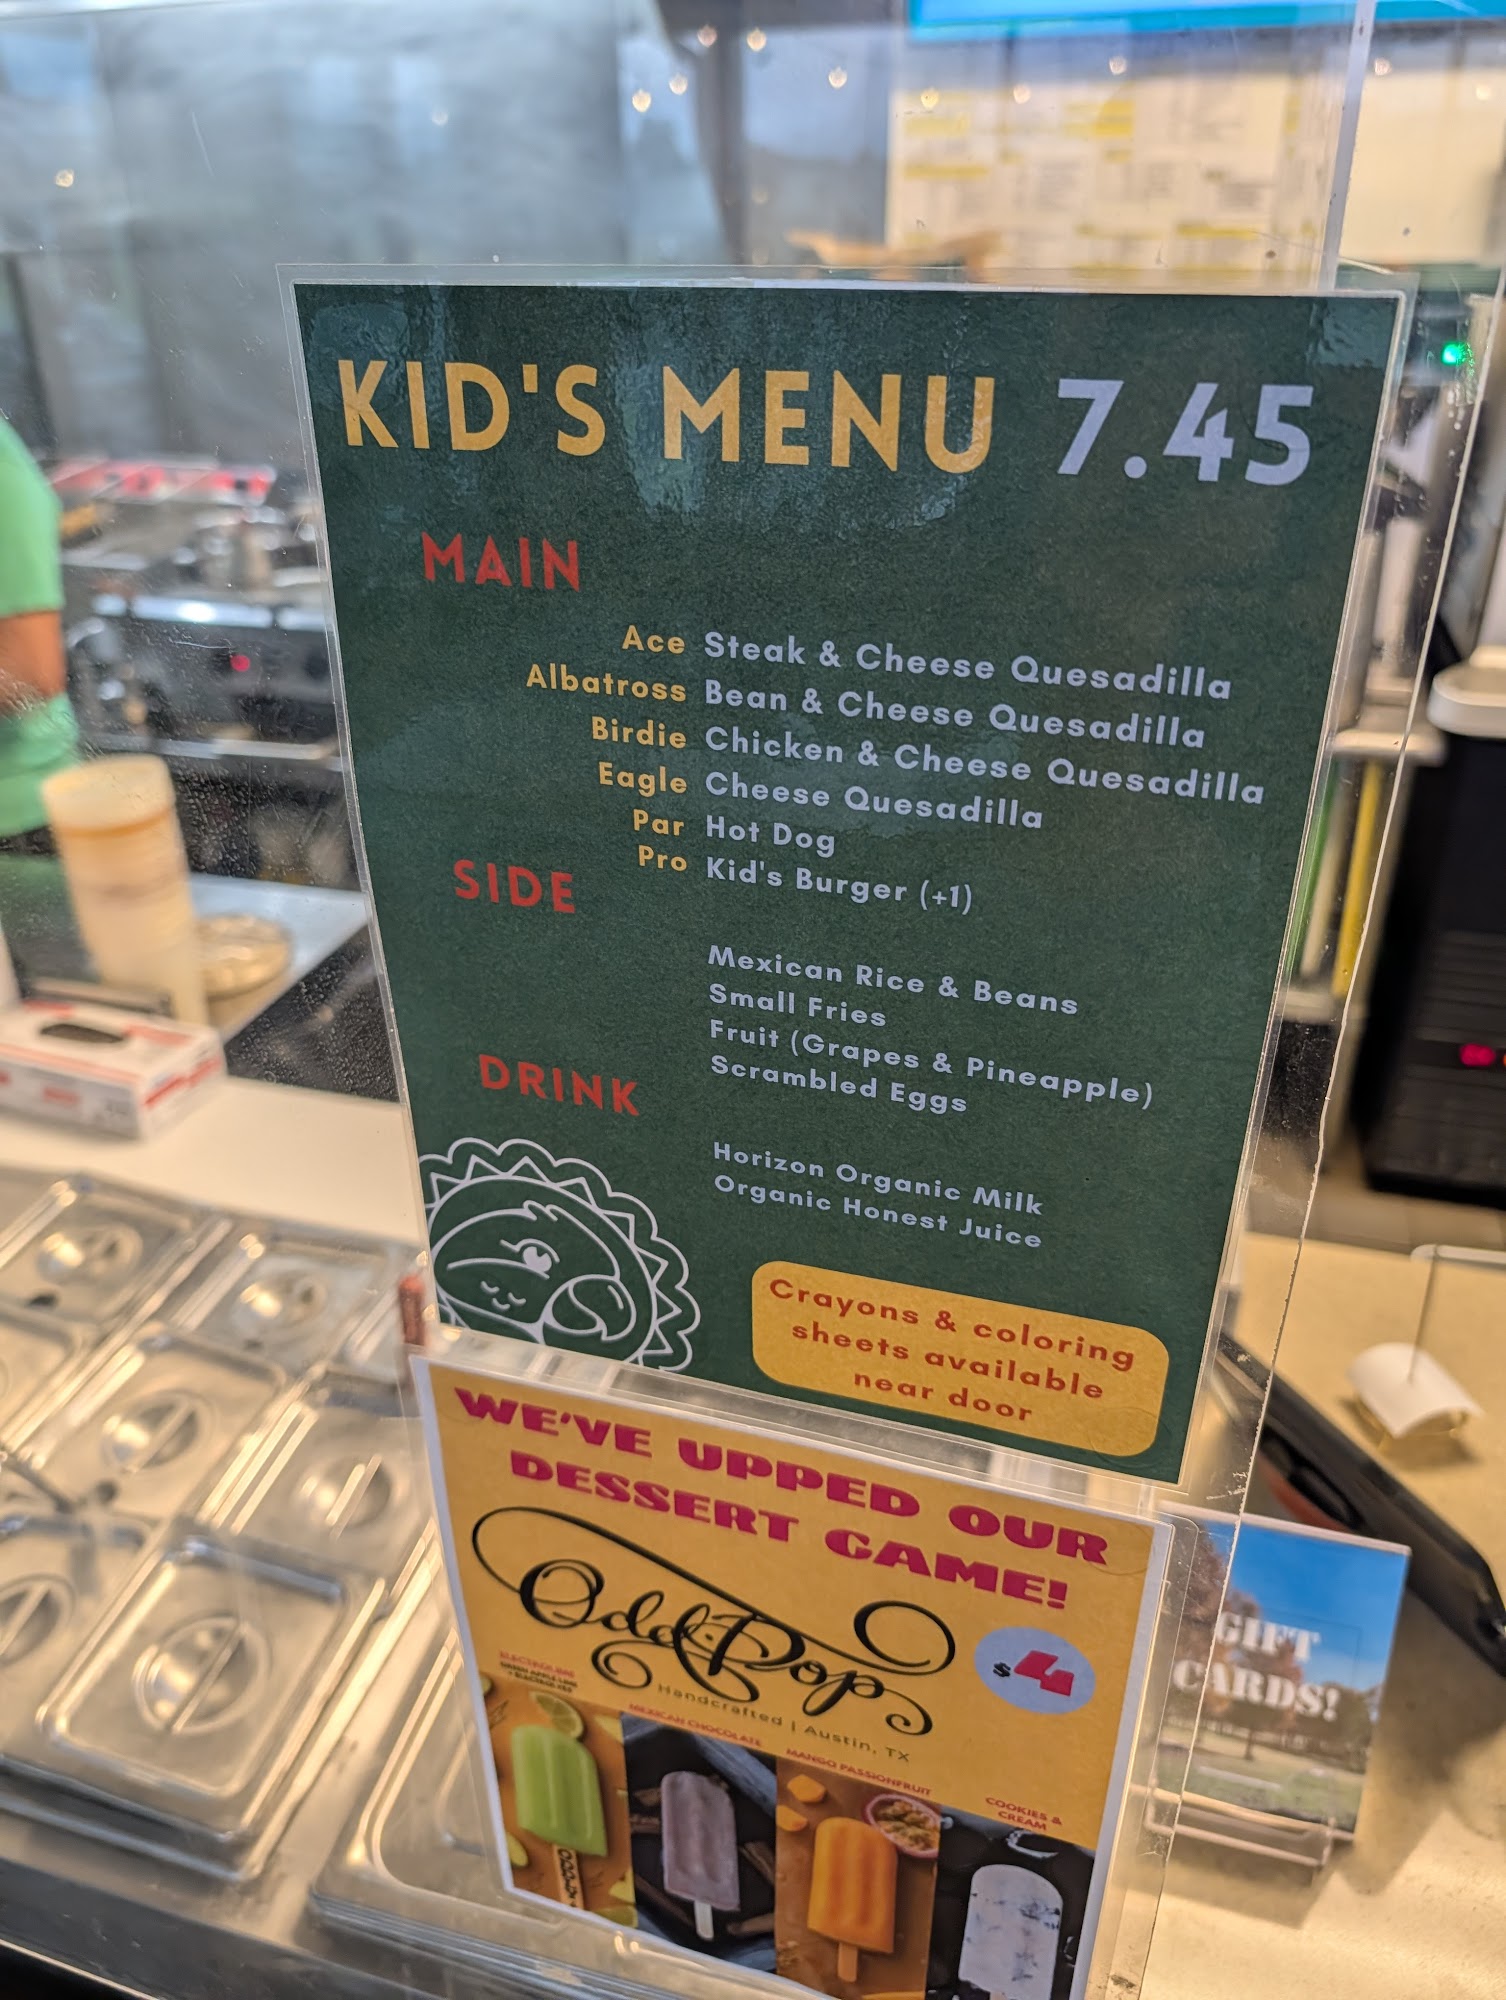 KID'S MENU 7.45
MAIN
Ace Steak & Cheese Quesadilla
Albatross Bean & Cheese Quesadilla
Birdie Chicken & Cheese Quesadilla
Eagle Cheese Quesadilla
Par Hot Dog
Pro Kid's Burger (+1)
SIDE
Mexican Rice & Beans
Small Fries
Fruit (Grapes & Pineapple)
Scrambled Eggs
DRINK
Horizon Organic Milk
Organic Honest Juice
Crayons & coloring
sheets available
near door
WE'VE UPPED OUR
DESSERT GAME!
Odd Pop
$4
Handcrafted | Austin, TX
MEXICAN CHOCOLATE
MANGO PASSIONFRUIT
COOKIES &
CREAM
GIFT
CARDS!